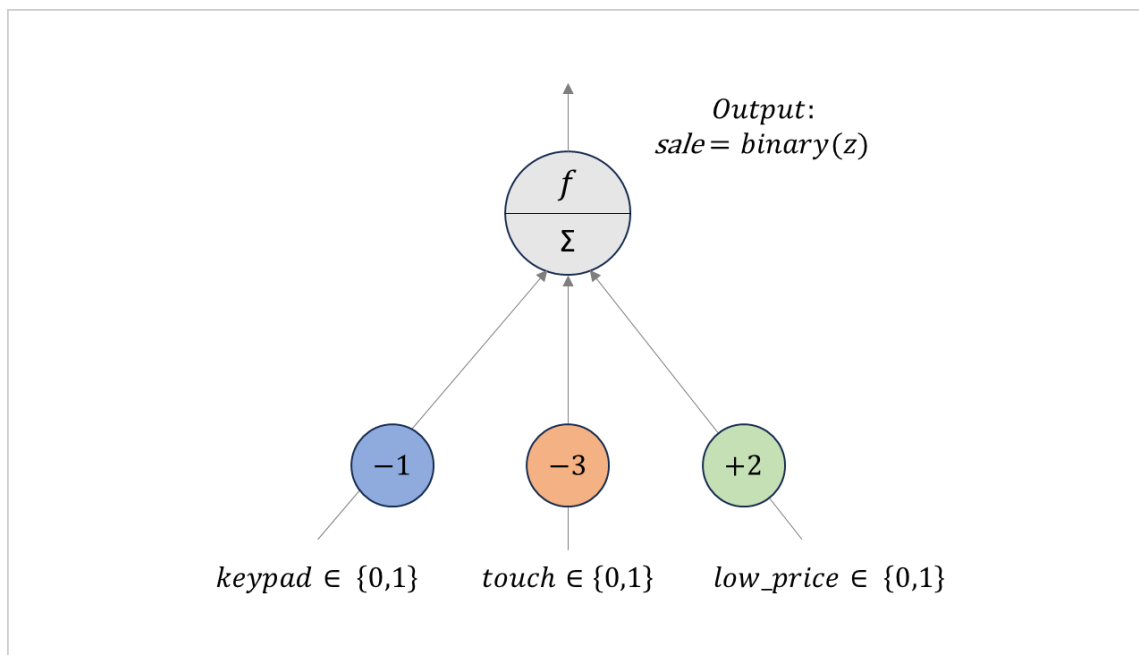 Output:
sale = binary(z)
f
Σ
−1
−3
+2
keypad ∈ {0,1}
touch ∈ {0,1}
low_price ∈ {0,1}